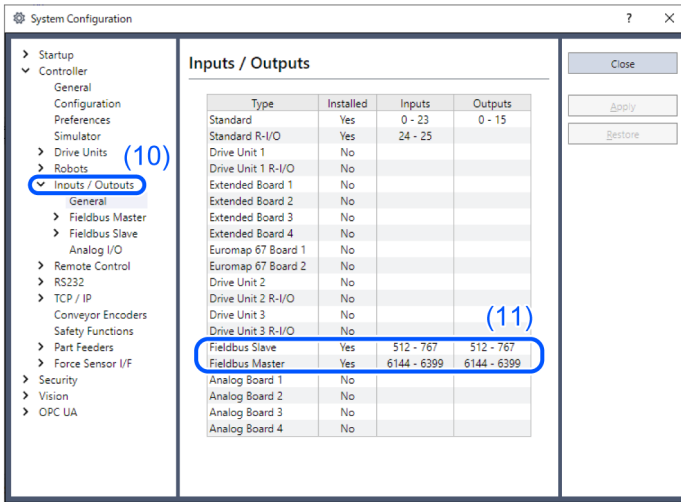 System Configuration
?
Startup
Controller
General
Configuration
Preferences
Simulator
Drive Units
(10)
Robots
Inputs / Outputs
General
Fieldbus Master
Fieldbus Slave
Analog I/O
Remote Control
RS232
TCP / IP
Conveyor Encoders
Safety Functions
Part Feeders
Force Sensor I/F
Security
Vision
OPC UA
Inputs / Outputs
Type Installed Inputs Outputs
Standard Yes 0 - 23 0 - 15
Standard R-I/O Yes 24 - 25
Drive Unit 1 No
Drive Unit 1 R-I/O No
Extended Board 1 No
Extended Board 2 No
Extended Board 3 No
Extended Board 4 No
Euromap 67 Board 1 No
Euromap 67 Board 2 No
Drive Unit 2 No
Drive Unit 2 R-I/O No
Drive Unit 3 No
(11)
Drive Unit 3 R-I/O No
Fieldbus Slave Yes 512 - 767 512 - 767
Fieldbus Master Yes 6144 - 6399 6144 - 6399
Analog Board 1 No
Analog Board 2 No
Analog Board 3 No
Analog Board 4 No
Close
Apply
Restore